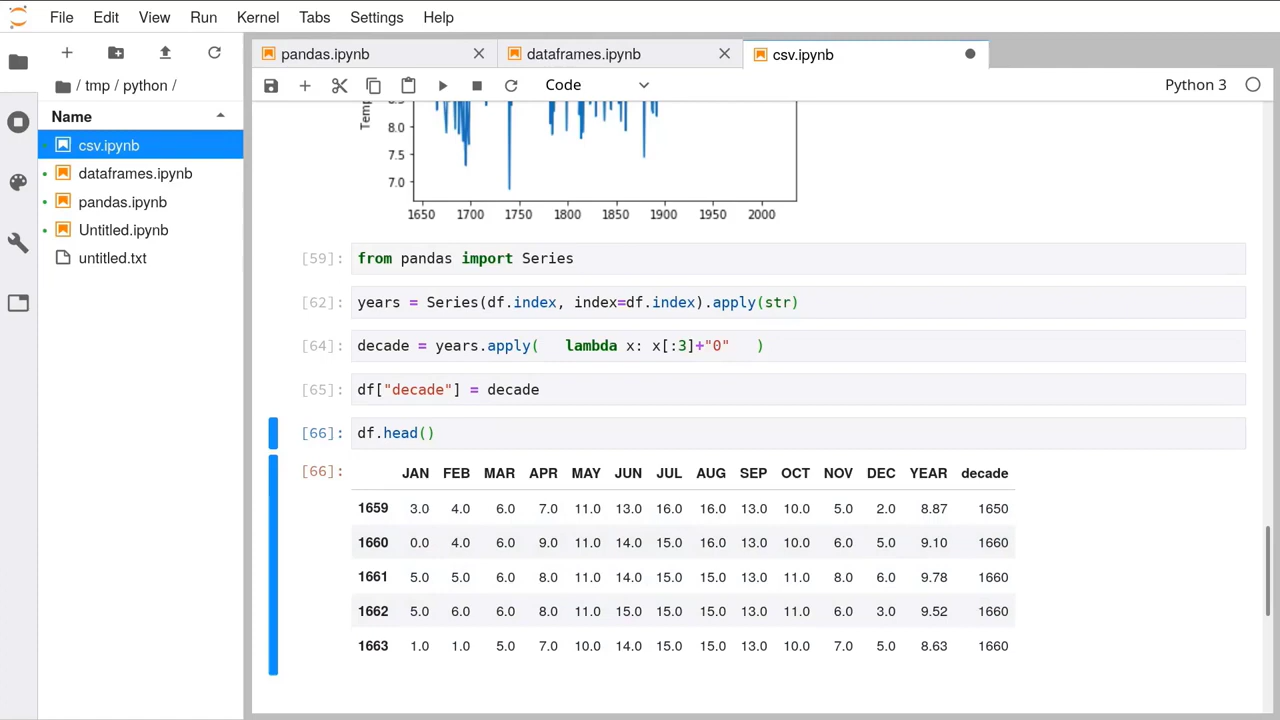 File Edit View Run Kernel Tabs Settings Help
pandas.ipynb dataframes.ipynb csv.ipynb
/ tmp / python /
Code Python 3
Name
csv.ipynb
dataframes.ipynb
pandas.ipynb
Untitled.ipynb
untitled.txt
Temp
8.5
8.0
7.5
7.0
1650 1700 1750 1800 1850 1900 1950 2000
[59]: from pandas import Series
[62]: years = Series(df.index, index=df.index).apply(str)
[64]: decade = years.apply(   lambda x: x[:3]+"0"   )
[65]: df["decade"] = decade
[66]: df.head()
[66]: JAN FEB MAR APR MAY JUN JUL AUG SEP OCT NOV DEC YEAR decade
1659 3.0 4.0 6.0 7.0 11.0 13.0 16.0 16.0 13.0 10.0 5.0 2.0 8.87 1650
1660 0.0 4.0 6.0 9.0 11.0 14.0 15.0 16.0 13.0 10.0 6.0 5.0 9.10 1660
1661 5.0 5.0 6.0 8.0 11.0 14.0 15.0 15.0 13.0 11.0 8.0 6.0 9.78 1660
1662 5.0 6.0 6.0 8.0 11.0 15.0 15.0 15.0 13.0 11.0 6.0 3.0 9.52 1660
1663 1.0 1.0 5.0 7.0 10.0 14.0 15.0 15.0 13.0 10.0 7.0 5.0 8.63 1660